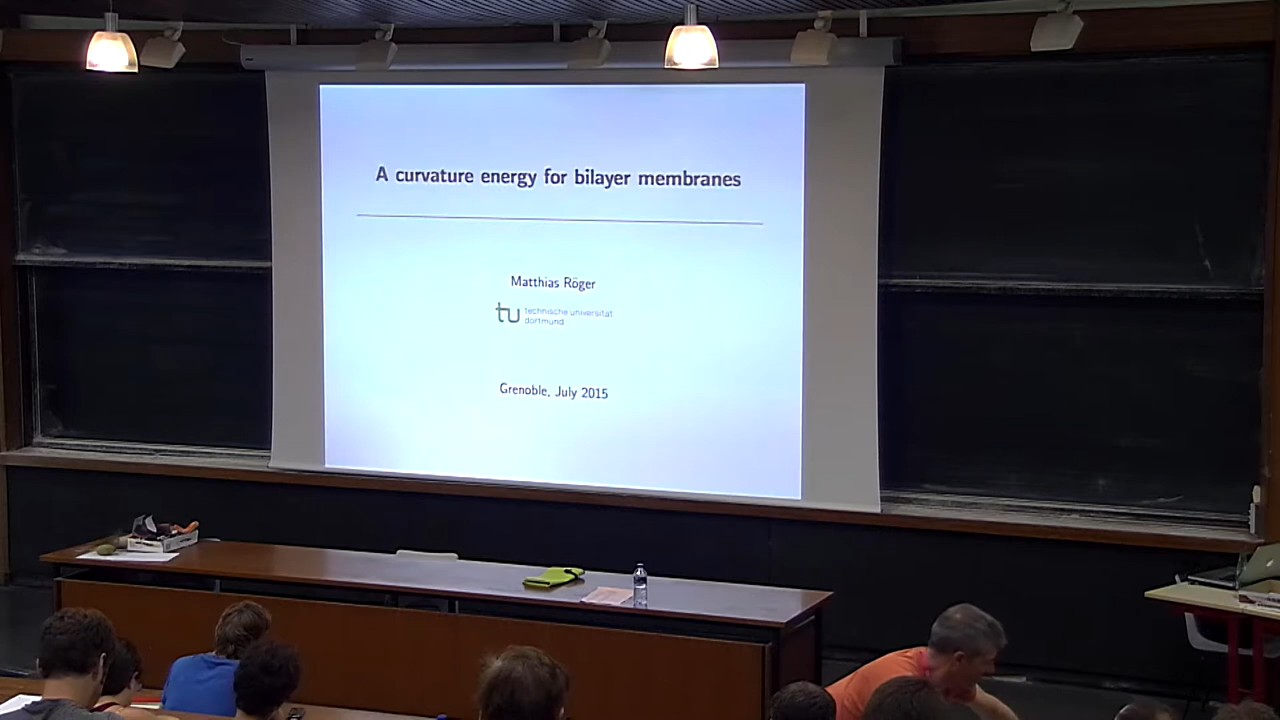 A curvature energy for bilayer membranes
Matthias Röger
tu technische universität
dortmund
Grenoble, July 2015